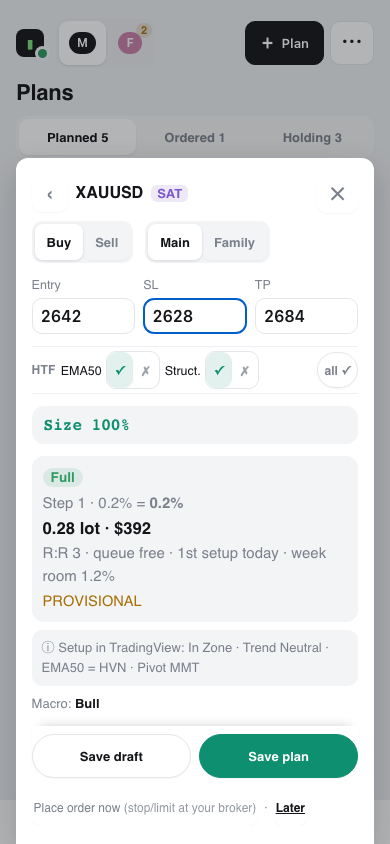 M
F
2
+ Plan
Plans
Planned 5
Ordered 1
Holding 3
XAUUSD SAT
Buy Sell Main Family
Entry SL TP
2642 2628 2684
HTF EMA50 ✓ ✗ Struct. ✓ ✗ all ✓
Size 100%
Full
Step 1 · 0.2% = 0.2%
0.28 lot · $392
R:R 3 · queue free · 1st setup today · week
room 1.2%
PROVISIONAL
ⓘ Setup in TradingView: In Zone · Trend Neutral ·
EMA50 = HVN · Pivot MMT
Macro: Bull
Save draft Save plan
Place order now (stop/limit at your broker) · Later